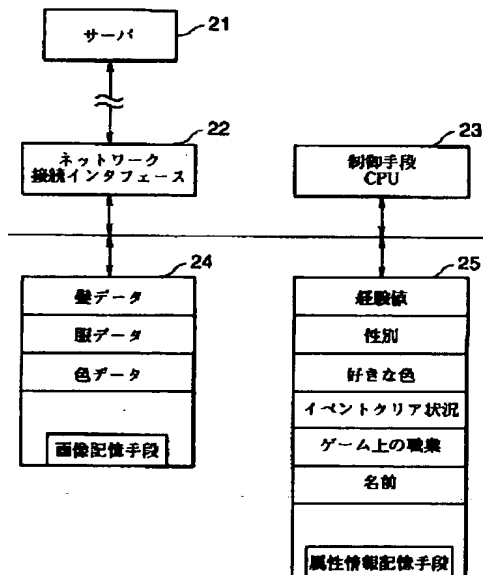 サーバ
21
22
ネットワーク
接続インタフェース
23
制御手段
CPU
24
髪データ
服データ
色データ
画像記憶手段
25
経験値
性別
好きな色
イベントクリア状況
ゲーム上の職業
名前
属性情報記憶手段